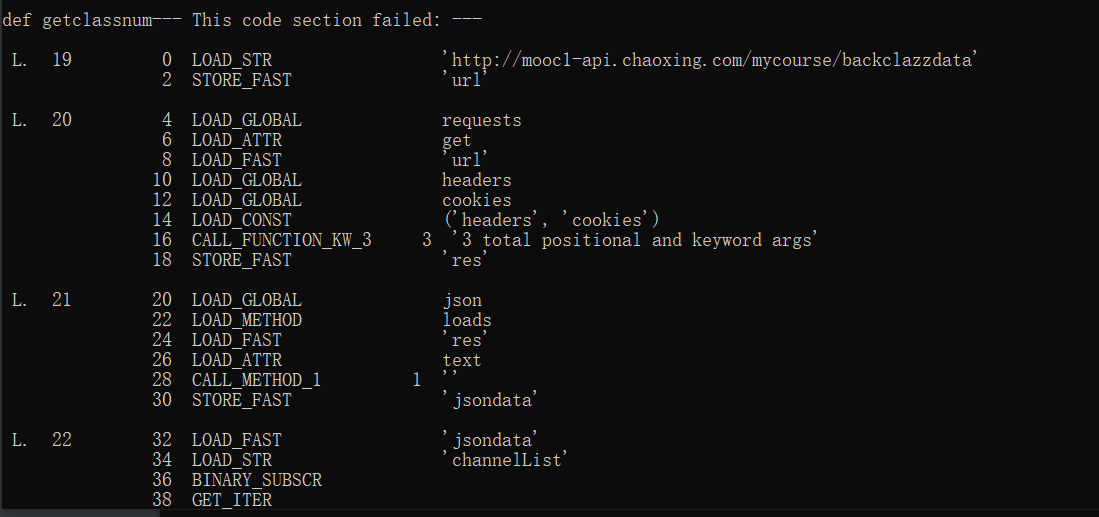 def getclassnum--- This code section failed: ---
L. 19 0 LOAD_STR 'http://mooc1-api.chaoxing.com/mycourse/backclazzdata'
2 STORE_FAST 'url'
L. 20 4 LOAD_GLOBAL requests
6 LOAD_ATTR get
8 LOAD_FAST 'url'
10 LOAD_GLOBAL headers
12 LOAD_GLOBAL cookies
14 LOAD_CONST ('headers', 'cookies')
16 CALL_FUNCTION_KW_3 3 '3 total positional and keyword args'
18 STORE_FAST 'res'
L. 21 20 LOAD_GLOBAL json
22 LOAD_METHOD loads
24 LOAD_FAST 'res'
26 LOAD_ATTR text
28 CALL_METHOD_1 1 ''
30 STORE_FAST 'jsondata'
L. 22 32 LOAD_FAST 'jsondata'
34 LOAD_STR 'channelList'
36 BINARY_SUBSCR
38 GET_ITER